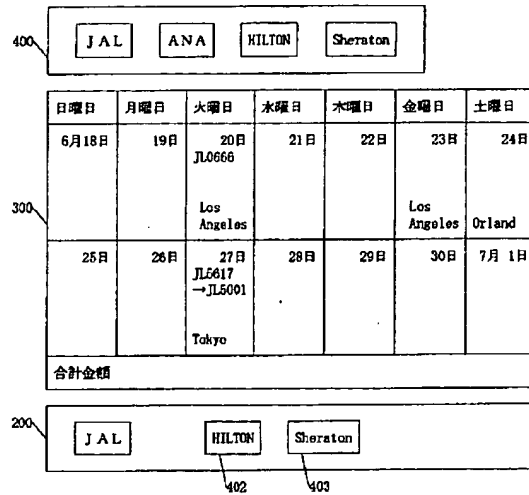 400
JAL ANA HILTON Sheraton
日曜日 月曜日 火曜日 水曜日 木曜日 金曜日 土曜日
6月18日 19日 20日 21日 22日 23日 24日
JL0666
300
Los Los
Angeles Angeles Orland
25日 26日 27日 28日 29日 30日 7月 1日
JL5617
→JL5001
Tokyo
合計金額
200
JAL HILTON Sheraton
402 403